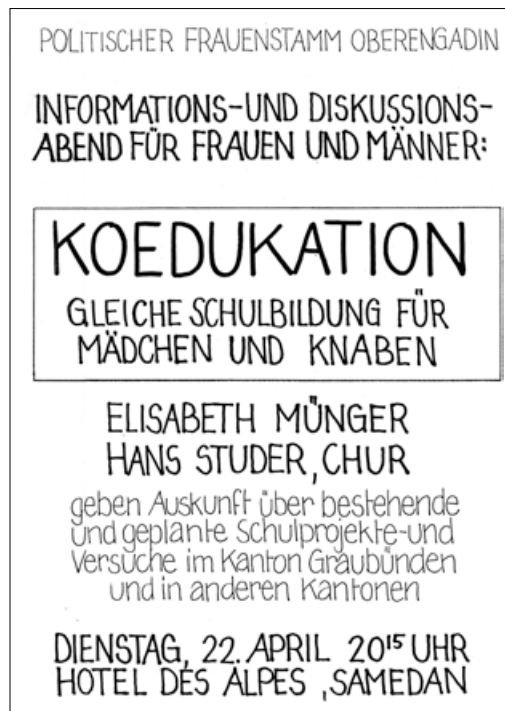 POLITISCHER FRAUENSTAMM OBERENGADIN
INFORMATIONS-UND DISKUSSIONS-
ABEND FÜR FRAUEN UND MÄNNER:
KOEDUKATION
GLEICHE SCHULBILDUNG FÜR
MÄDCHEN UND KNABEN
ELISABETH MÜNGER
HANS STUDER, CHUR
geben Auskunft über bestehende
und geplante Schulprojekte-und
Versuche im Kanton Graubünden
und in anderen Kantonen
DIENSTAG, 22. APRIL 20¹⁵ UHR
HOTEL DES ALPES ,SAMEDAN